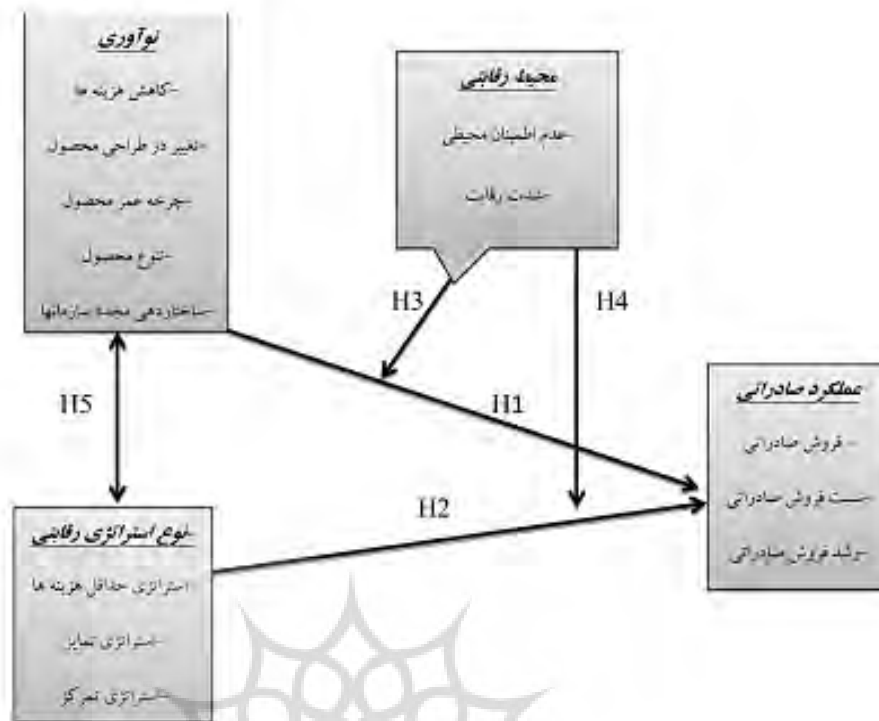 نوآوری
-کاهش هزینه ها
-تغییر در طراحی محصول
-چرخه عمر محصول
-تنوع محصول
-ساختاردهی مجدد سازمانها
محیط رقابتی
-عدم اطمینان محیطی
-شدت رقابت
H3
H4
H5
H1
عملکرد صادراتی
- فروش صادراتی
-نسبت فروش صادراتی
-رشد فروش صادراتی
H2
-نوع استراتژی رقابتی
-استراتژی حداقل هزینه ها
-استراتژی تمایز
-استراتژی تمرکز